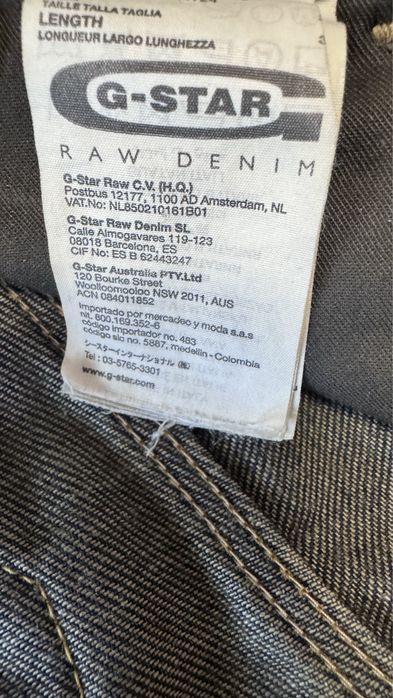 TAILLE TALLA TAGLIA
LENGTH
LONGUEUR LARGO LUNGHEZZA
G-STAR
RAW DENIM
G-Star Raw C.V. (H.Q.)
Postbus 12177, 1100 AD Amsterdam, NL
VAT.No: NL850210161B01
G-Star Raw Denim SL
Calle Almogavares 119-123
08018 Barcelona, ES
CIF No: ES B 62443247
G-Star Australia PTY.Ltd
120 Bourke Street
Woolloomooloo NSW 2011, AUS
ACN 084011852
Importado por mercadeo y moda s.a.s
nit. 800.169.352-6
código importador no. 483
código sic no. 5887, medellin - Colombia
ジースターインターナショナル (株)
Tel : 03-5765-3301
www.g-star.com